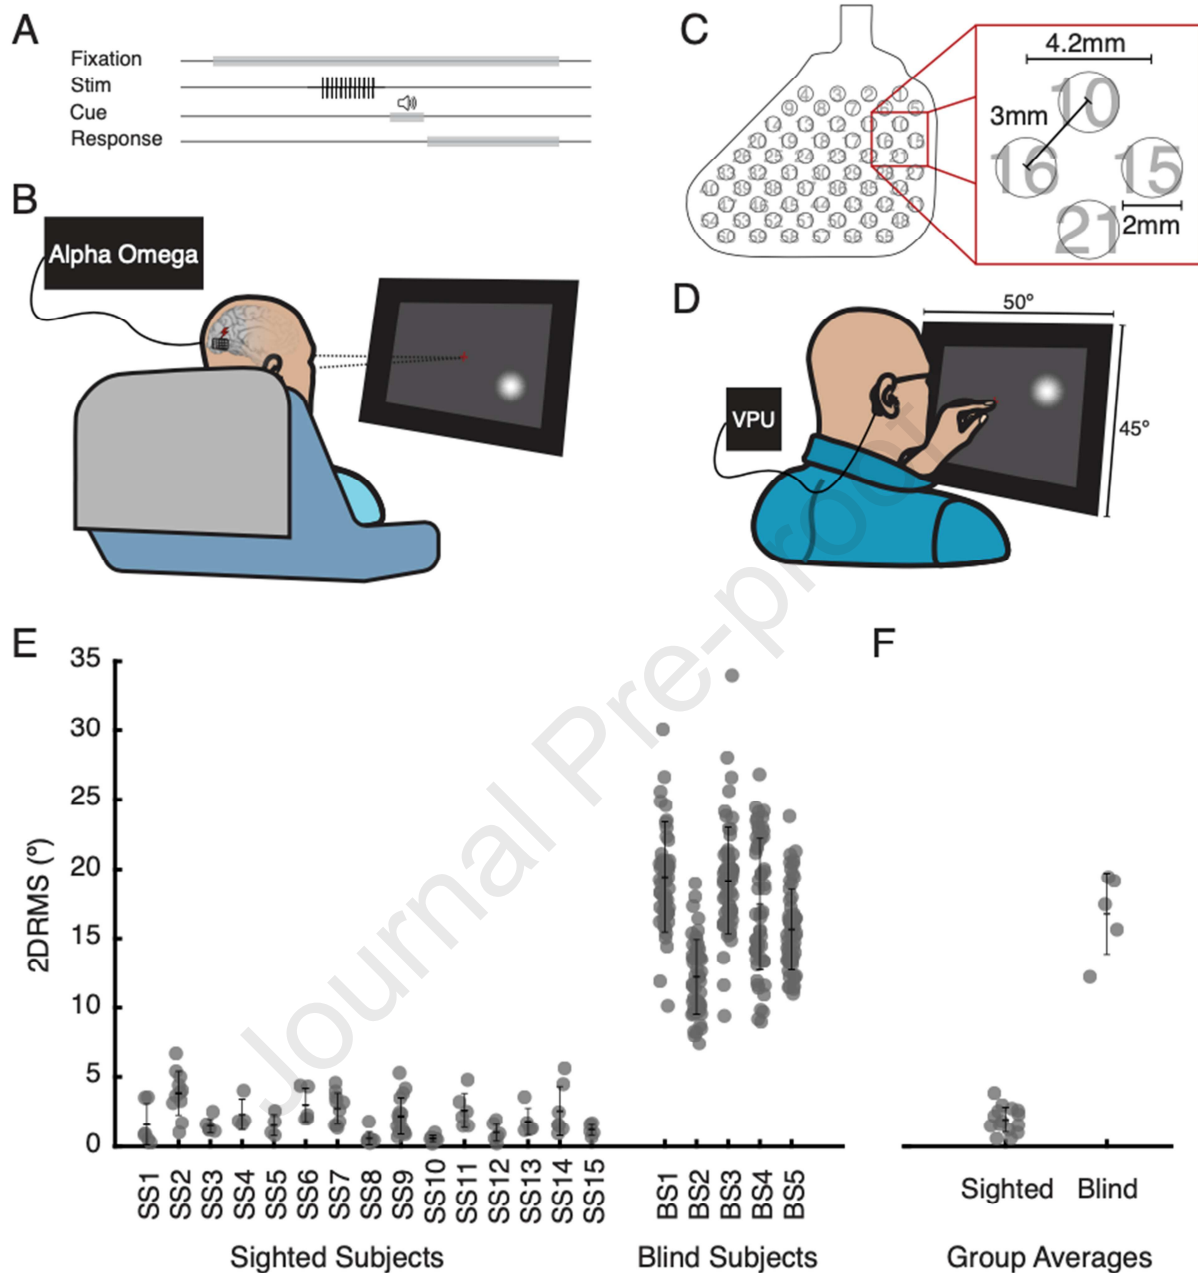 A
Fixation
Stim
Cue
Response
B
Alpha Omega
C
4.2mm
3mm
10
16
15
21
2mm
D
50º
45º
VPU
E
2DRMS (º)
35
30
25
20
15
10
5
0
SS1 SS2 SS3 SS4 SS5 SS6 SS7 SS8 SS9 SS10 SS11 SS12 SS13 SS14 SS15
BS1 BS2 BS3 BS4 BS5
Sighted Subjects
Blind Subjects
F
Sighted Blind
Group Averages
Journal Pre-proof